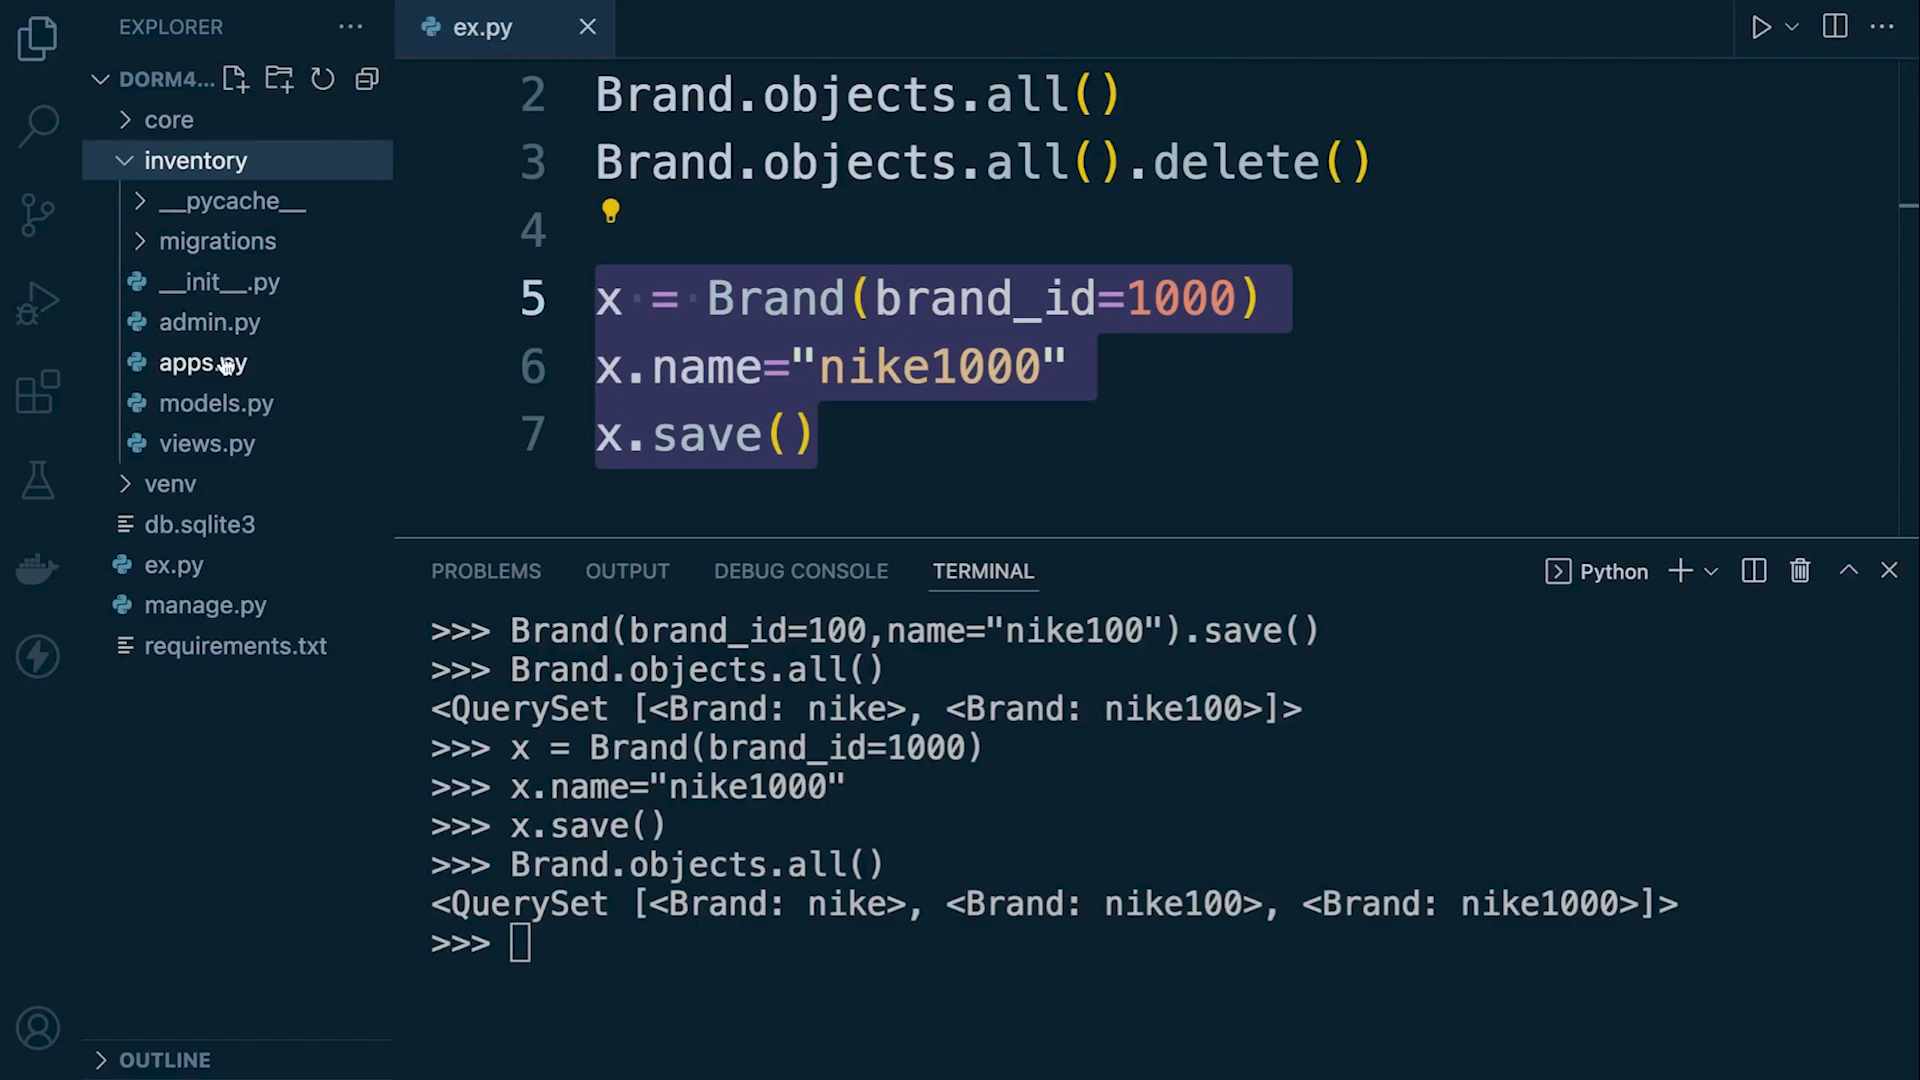 EXPLORER
DORM4...
core
inventory
__pycache__
migrations
__init__.py
admin.py
apps.py
models.py
views.py
venv
db.sqlite3
ex.py
manage.py
requirements.txt
OUTLINE
ex.py
2 Brand.objects.all()
3 Brand.objects.all().delete()
4
5 x = Brand(brand_id=1000)
6 x.name="nike1000"
7 x.save()
PROBLEMS OUTPUT DEBUG CONSOLE TERMINAL Python
>>> Brand(brand_id=100,name="nike100").save()
>>> Brand.objects.all()
<QuerySet [<Brand: nike>, <Brand: nike100>]>
>>> x = Brand(brand_id=1000)
>>> x.name="nike1000"
>>> x.save()
>>> Brand.objects.all()
<QuerySet [<Brand: nike>, <Brand: nike100>, <Brand: nike1000>]>
>>>